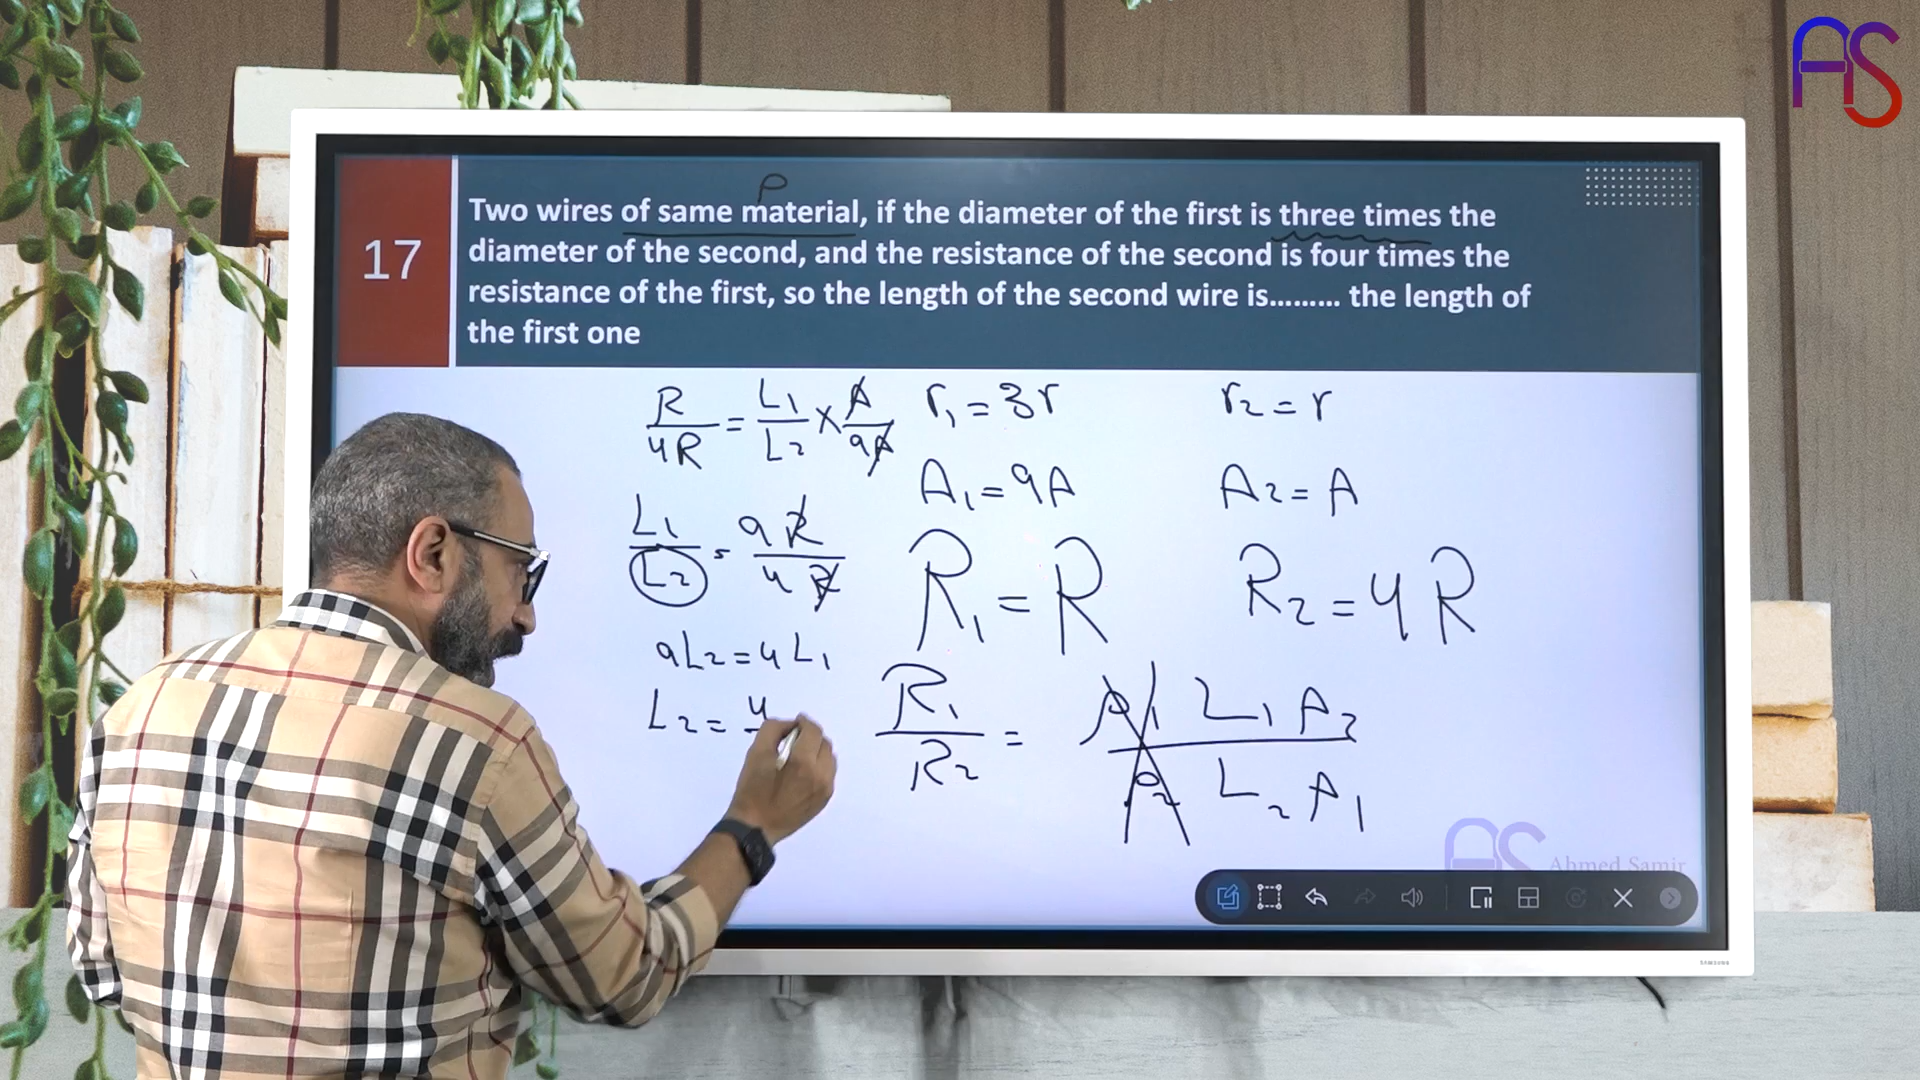 AS
17
ρ
Two wires of same material, if the diameter of the first is three times the
diameter of the second, and the resistance of the second is four times the
resistance of the first, so the length of the second wire is......... the length of
the first one
R/4R = L1/L2 × A/9A
L1/L2 = 9R/4R
9L2 = 4L1
L2 = 4
r1 = 3r
r2 = r
A1 = 9A
A2 = A
R1 = R
R2 = 4R
R1/R2 = ρ1 L1 A2/ρ2 L2 A1
AS
Ahmed Samir
SAMSUNG